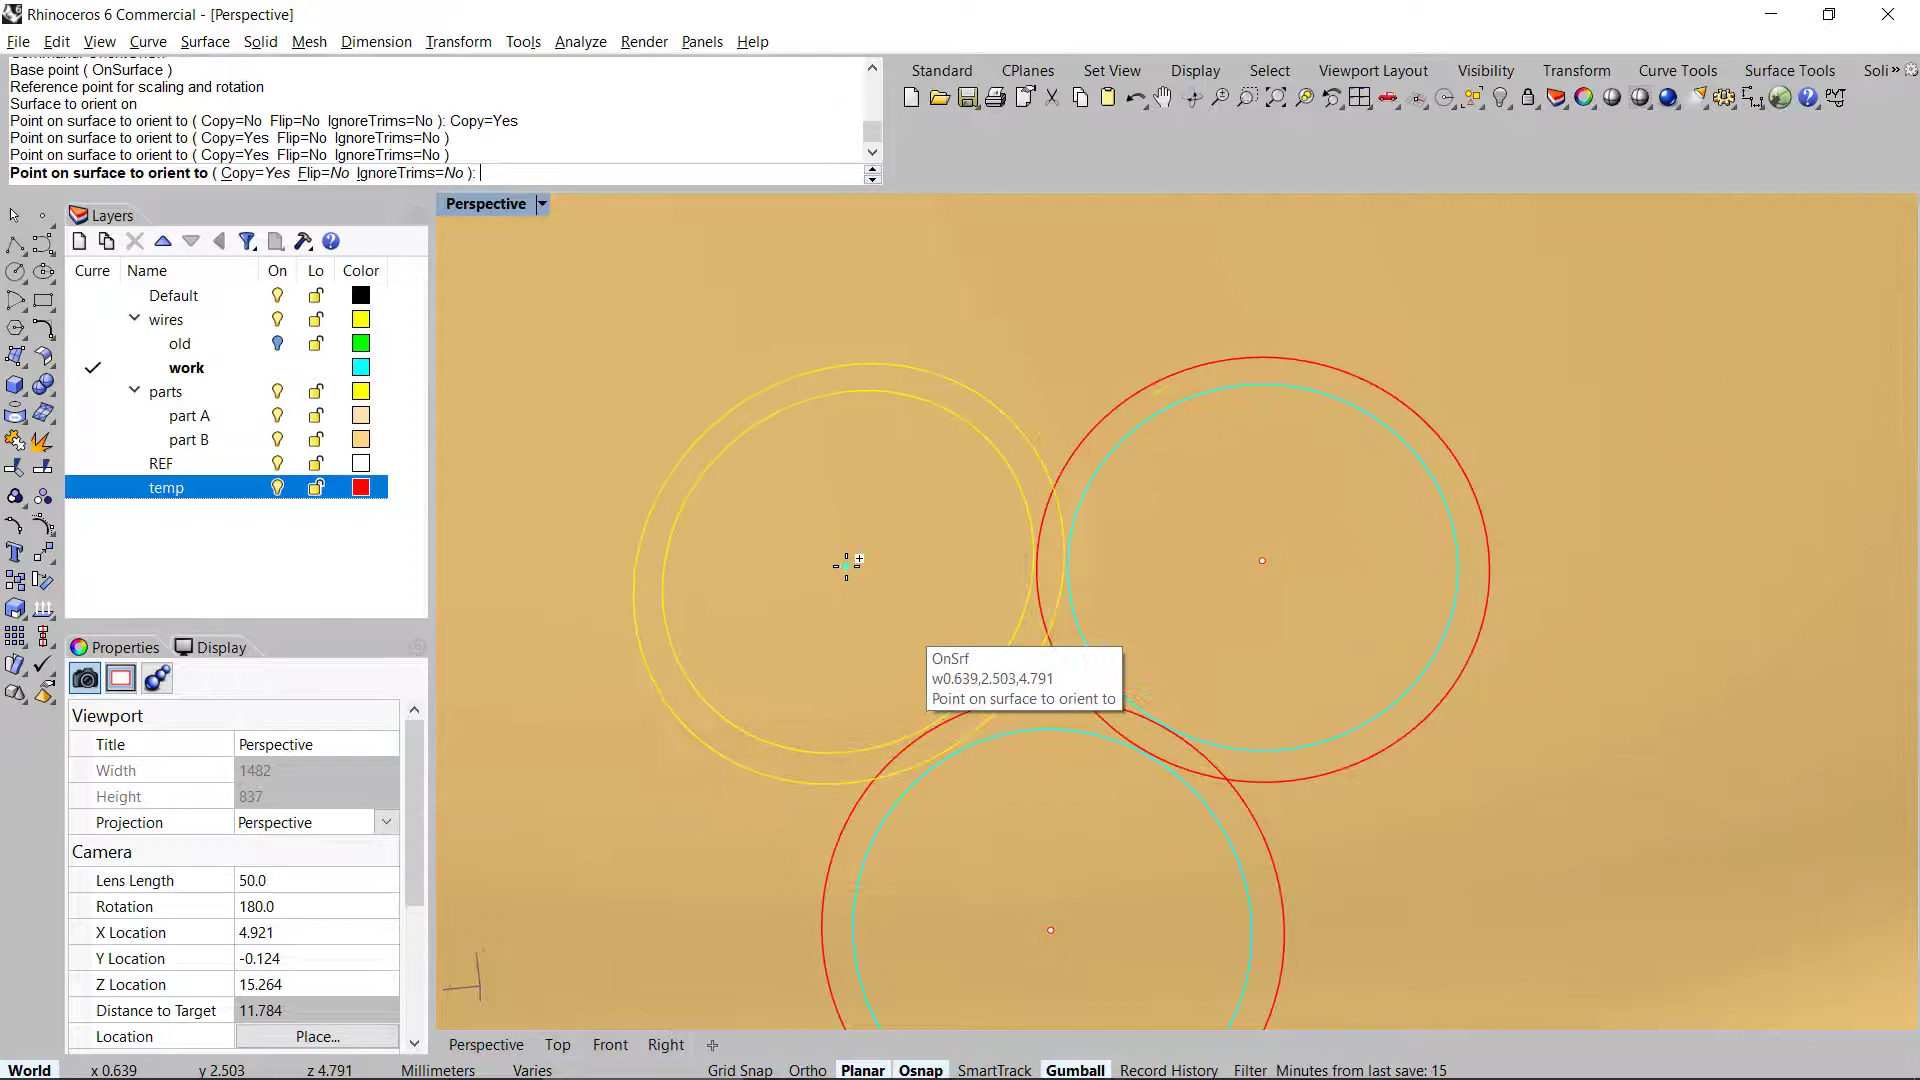 Rhinoceros 6 Commercial - [Perspective]
File Edit View Curve Surface Solid Mesh Dimension Transform Tools Analyze Render Panels Help
Base point ( OnSurface )
Reference point for scaling and rotation
Surface to orient on
Point on surface to orient to ( Copy=No Flip=No IgnoreTrims=No ): Copy=Yes
Point on surface to orient to ( Copy=Yes Flip=No IgnoreTrims=No )
Point on surface to orient to ( Copy=Yes Flip=No IgnoreTrims=No )
Point on surface to orient to ( Copy=Yes Flip=No IgnoreTrims=No ):
Standard CPlanes Set View Display Select Viewport Layout Visibility Transform Curve Tools Surface Tools Soli »
Layers
Curre Name On Lo Color
Default
wires
old
work
parts
part A
part B
REF
temp
Properties Display
Viewport
Title Perspective
Width 1482
Height 837
Projection Perspective
Camera
Lens Length 50.0
Rotation 180.0
X Location 4.921
Y Location -0.124
Z Location 15.264
Distance to Target 11.784
Location Place...
Perspective
OnSrf
w0.639,2.503,4.791
Point on surface to orient to
Perspective Top Front Right
World x 0.639 y 2.503 z 4.791 Millimeters Varies Grid Snap Ortho Planar Osnap SmartTrack Gumball Record History Filter Minutes from last save: 15